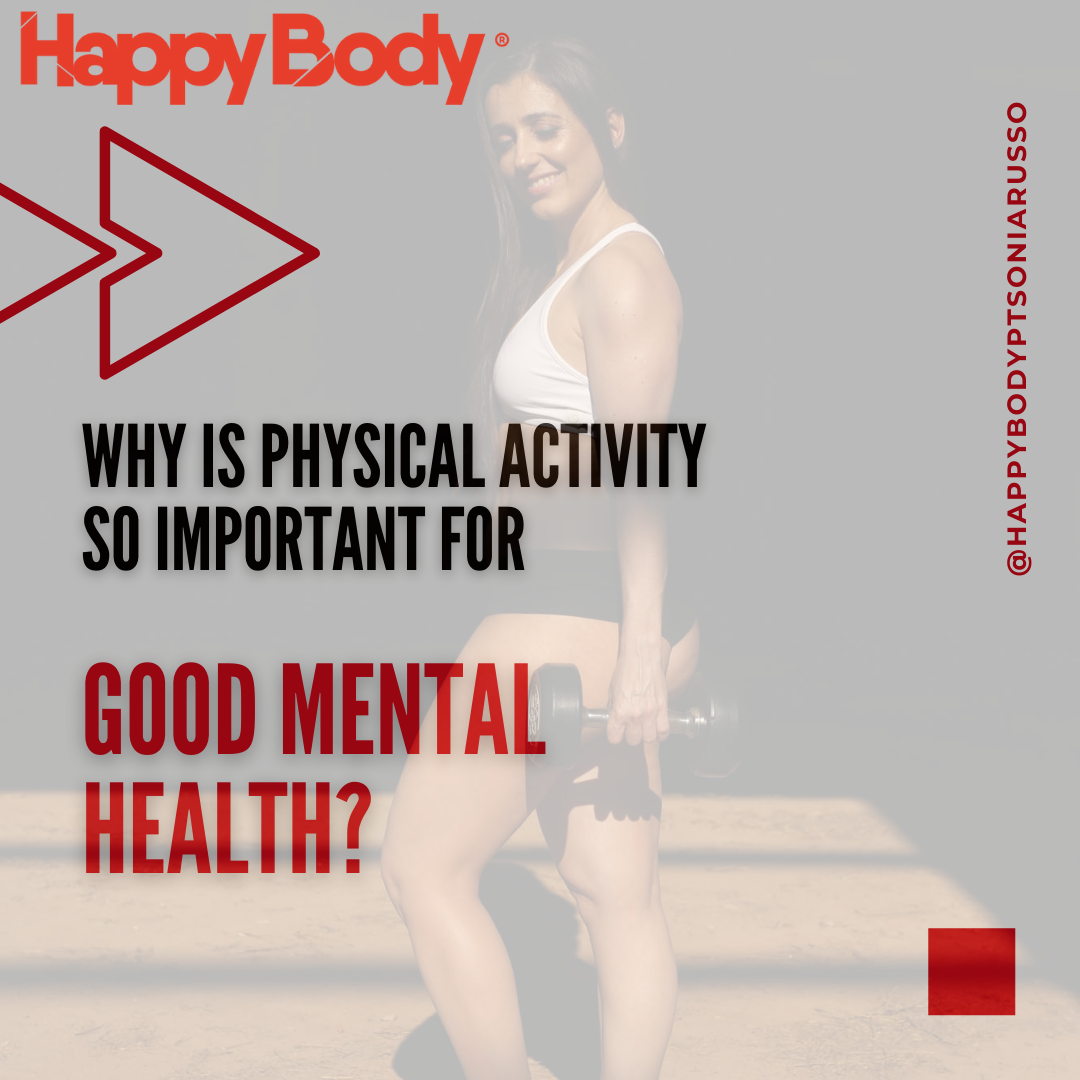 HappyBody®
@HAPPYBODYPTSONIARUSSO
WHY IS PHYSICAL ACTIVITY
SO IMPORTANT FOR
GOOD MENTAL
HEALTH?